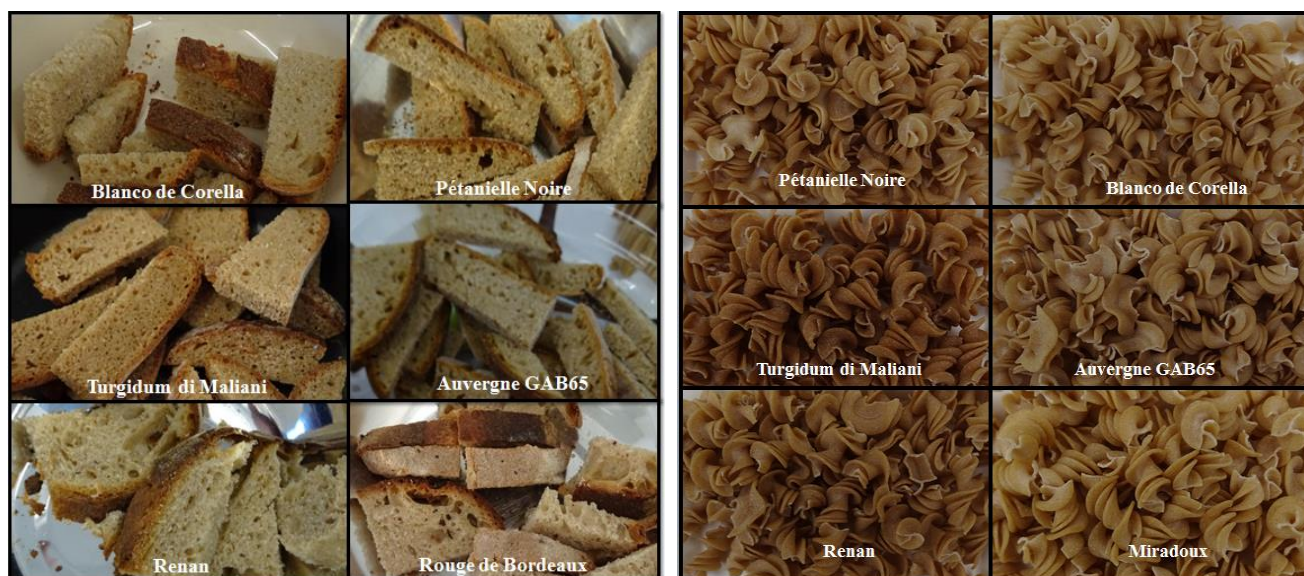 Blanco de Corella
Pétanielle Noire
Turgidum di Maliani
Auvergne GAB65
Renan
Rouge de Bordeaux
Pétanielle Noire
Blanco de Corella
Turgidum di Maliani
Auvergne GAB65
Renan
Miradoux